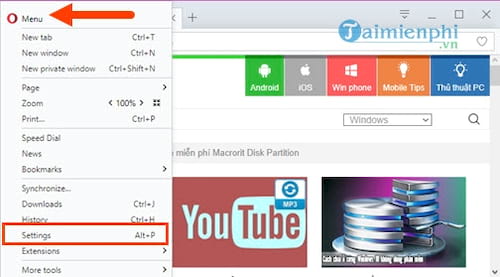 Menu
New tab Ctrl+T
New window Ctrl+N
New private window Ctrl+Shift+N
Page
Zoom 100%
Print... Ctrl+P
Speed Dial
News
Bookmarks
Synchronize...
Downloads Ctrl+J
History Ctrl+H
Settings Alt+P
Extensions
More tools
Taimienphi
.vn
Android
iOS
Win phone
Mobile Tips
Thủ thuật PC
Windows
miễn phí Macrorit Disk Partition
YouTube
MP3